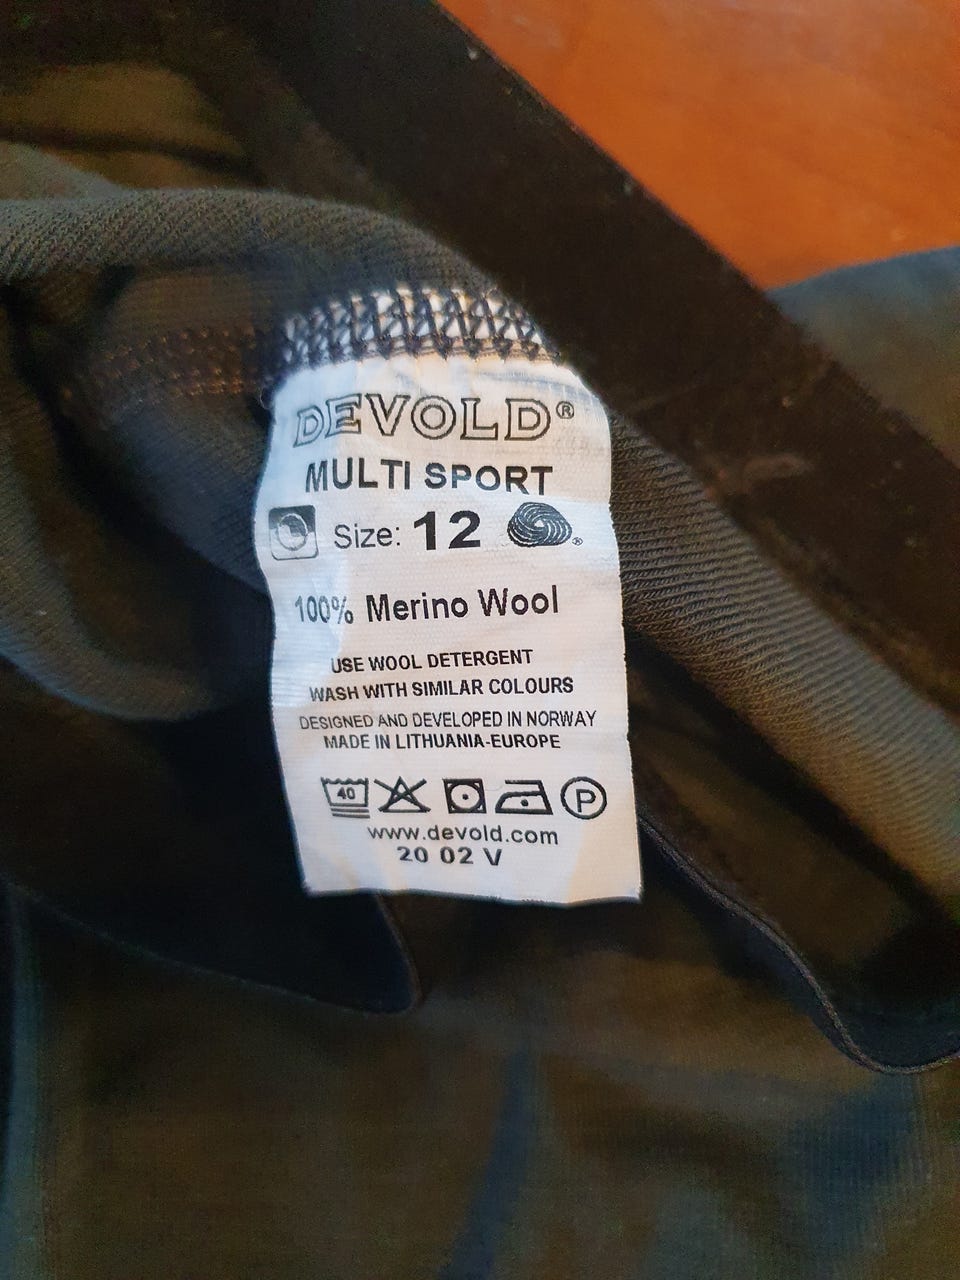 DEVOLD®
MULTI SPORT
Size: 12 ®
100% Merino Wool
USE WOOL DETERGENT
WASH WITH SIMILAR COLOURS
DESIGNED AND DEVELOPED IN NORWAY
MADE IN LITHUANIA-EUROPE
40 P
www.devold.com
20 02 V